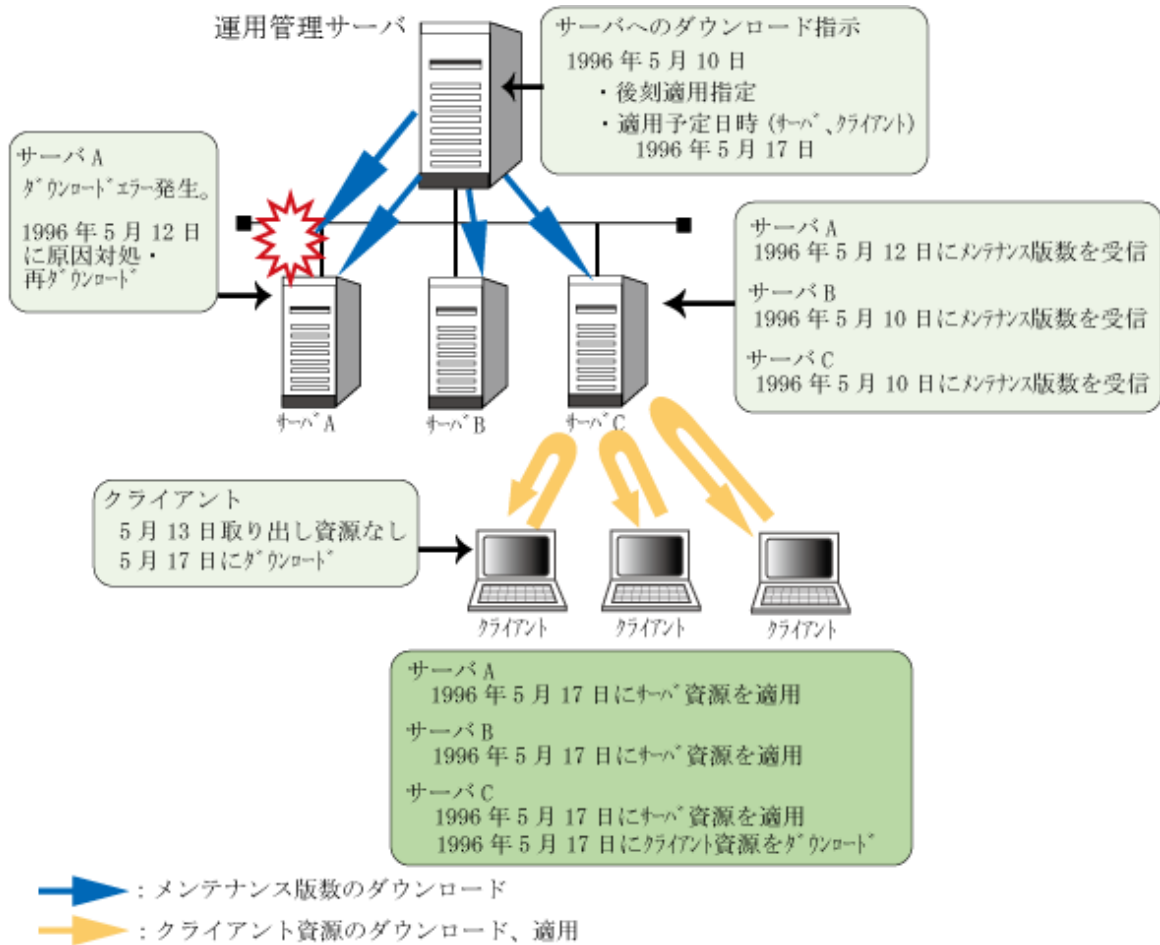 運用管理サーバ
サーバへのダウンロード指示
1996 年 5 月 10 日
・後刻適用指定
・適用予定日時 (ｻｰﾊﾞ、ｸﾗｲｱﾝﾄ)
1996 年 5 月 17 日
サーバ A
ﾀﾞｳﾝﾛｰﾄﾞｴﾗｰ発生。
1996 年 5 月 12 日
に原因対処・
再ﾀﾞｳﾝﾛｰﾄﾞ
サーバ A
1996 年 5 月 12 日にﾒﾝﾃﾅﾝｽ版数を受信
サーバ B
1996 年 5 月 10 日にﾒﾝﾃﾅﾝｽ版数を受信
サーバ C
1996 年 5 月 10 日にﾒﾝﾃﾅﾝｽ版数を受信
ｻｰﾊﾞ A
ｻｰﾊﾞ B
ｻｰﾊﾞ C
クライアント
5 月 13 日取り出し資源なし
5 月 17 日にﾀﾞｳﾝﾛｰﾄﾞ
ｸﾗｲｱﾝﾄ
ｸﾗｲｱﾝﾄ
ｸﾗｲｱﾝﾄ
サーバ A
1996 年 5 月 17 日にｻｰﾊﾞ資源を適用
サーバ B
1996 年 5 月 17 日にｻｰﾊﾞ資源を適用
サーバ C
1996 年 5 月 17 日にｻｰﾊﾞ資源を適用
1996 年 5 月 17 日にｸﾗｲｱﾝﾄ資源をﾀﾞｳﾝﾛｰﾄﾞ
：メンテナンス版数のダウンロード
：クライアント資源のダウンロード、適用